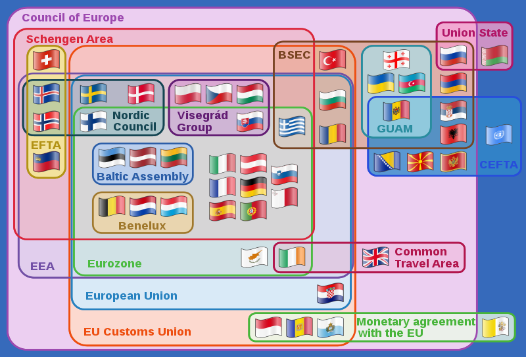 Council of Europe
Schengen Area
Union State
BSEC
Nordic
Council
Visegrád
Group
GUAM
EFTA
CEFTA
Baltic Assembly
Benelux
Common
Travel Area
EEA
Eurozone
European Union
EU Customs Union
Monetary agreement
with the EU